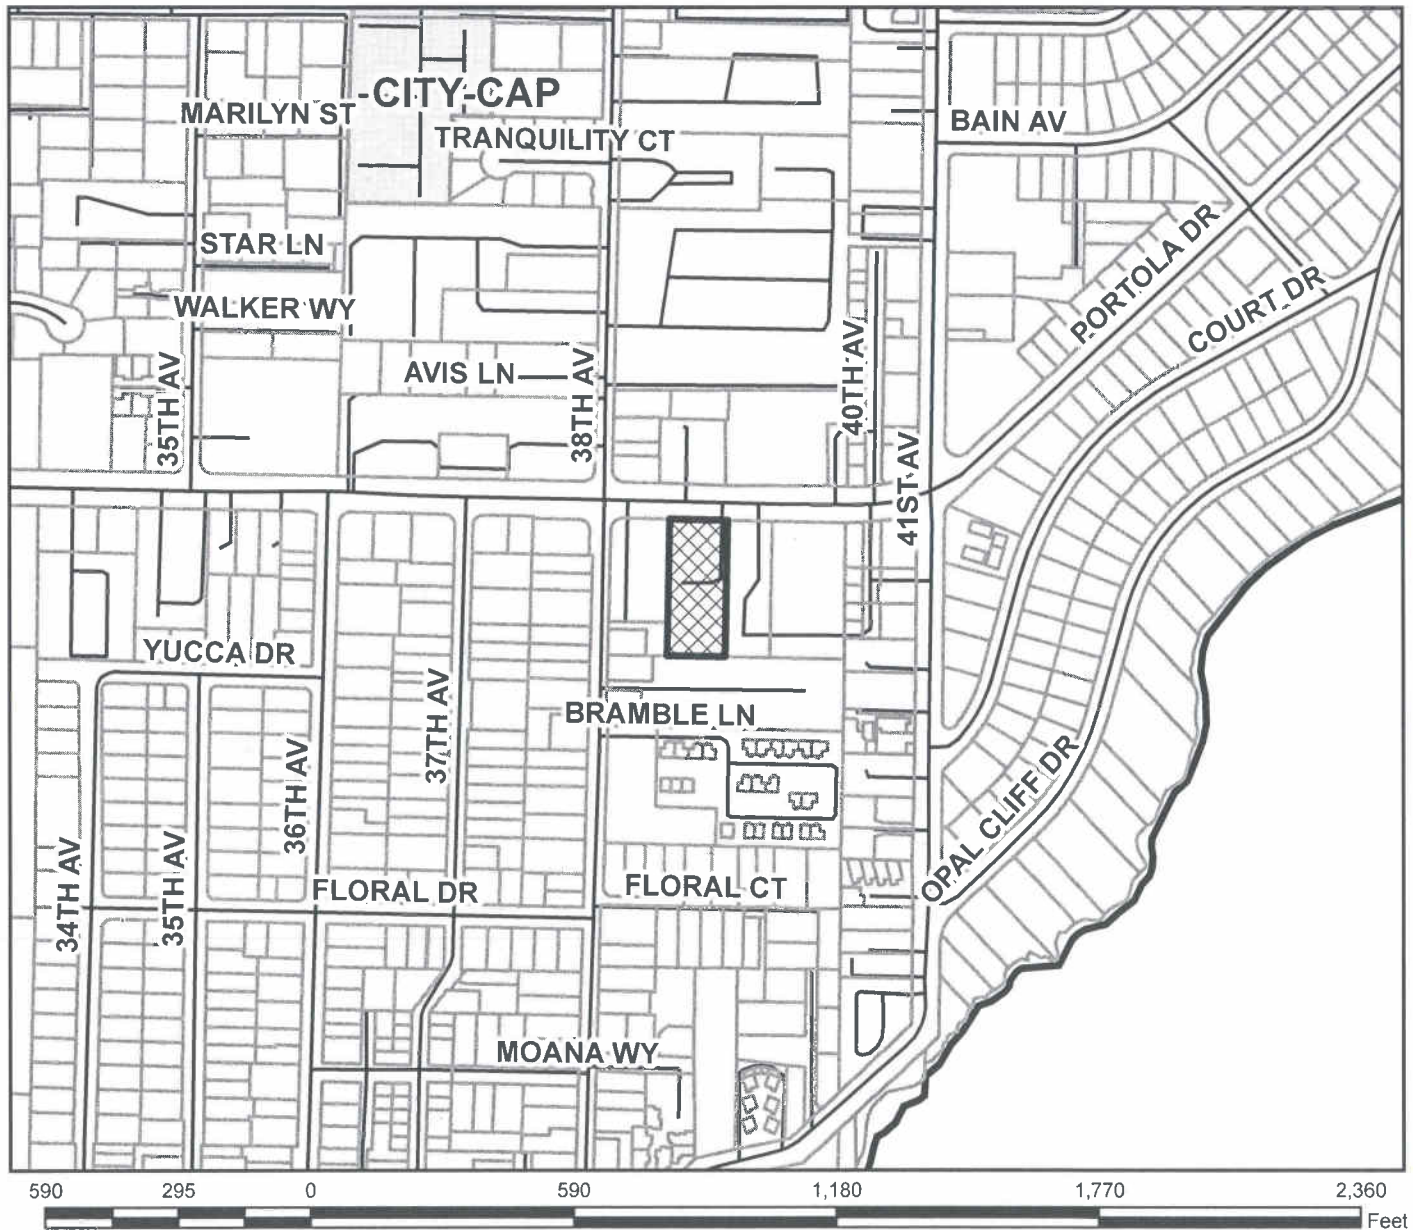 -CITY-CAP
MARILYN ST
TRANQUILITY CT
BAIN AV
STAR LN
PORTOLA DR
COURT DR
WALKER WY
AVIS LN
35TH AV
38TH AV
40TH AV
41ST AV
YUCCA DR
37TH AV
BRAMBLE LN
36TH AV
OPAL CLIFF DR
34TH AV
35TH AV
FLORAL DR
FLORAL CT
MOANA WY
590 295 0 590 1,180 1,770 2,360
Feet